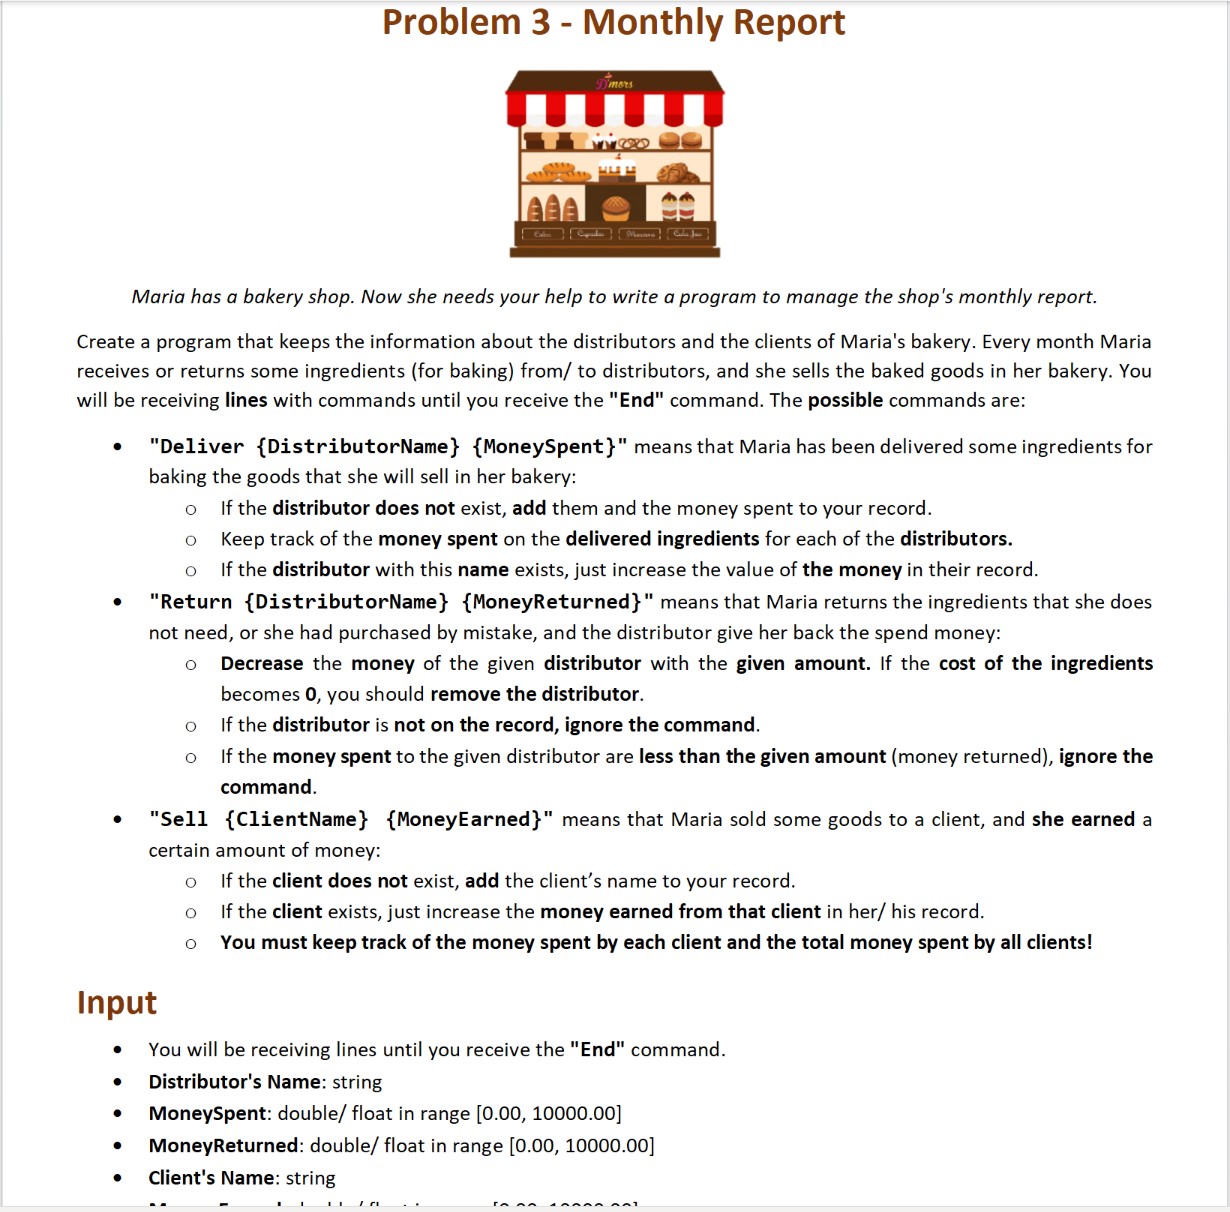 Problem 3 - Monthly Report
D'mors
Cakes Cupcakes Macarons Cake Jars
Maria has a bakery shop. Now she needs your help to write a program to manage the shop's monthly report.
Create a program that keeps the information about the distributors and the clients of Maria's bakery. Every month Maria
receives or returns some ingredients (for baking) from/ to distributors, and she sells the baked goods in her bakery. You
will be receiving lines with commands until you receive the "End" command. The possible commands are:
• "Deliver {DistributorName} {MoneySpent}" means that Maria has been delivered some ingredients for
baking the goods that she will sell in her bakery:
o If the distributor does not exist, add them and the money spent to your record.
o Keep track of the money spent on the delivered ingredients for each of the distributors.
o If the distributor with this name exists, just increase the value of the money in their record.
• "Return {DistributorName} {MoneyReturned}" means that Maria returns the ingredients that she does
not need, or she had purchased by mistake, and the distributor give her back the spend money:
o Decrease the money of the given distributor with the given amount. If the cost of the ingredients
becomes 0, you should remove the distributor.
o If the distributor is not on the record, ignore the command.
o If the money spent to the given distributor are less than the given amount (money returned), ignore the
command.
• "Sell {ClientName} {MoneyEarned}" means that Maria sold some goods to a client, and she earned a
certain amount of money:
o If the client does not exist, add the client’s name to your record.
o If the client exists, just increase the money earned from that client in her/ his record.
o You must keep track of the money spent by each client and the total money spent by all clients!
Input
• You will be receiving lines until you receive the "End" command.
• Distributor's Name: string
• MoneySpent: double/ float in range [0.00, 10000.00]
• MoneyReturned: double/ float in range [0.00, 10000.00]
• Client's Name: string